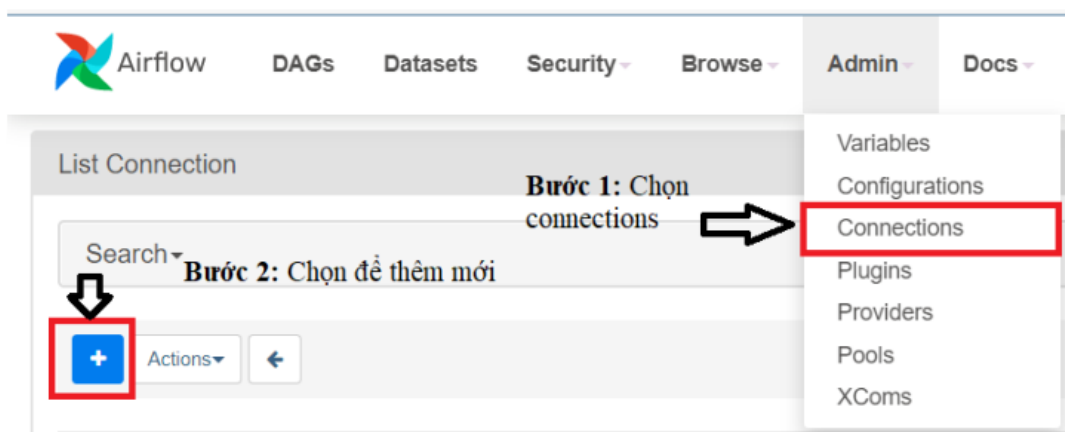 Airflow DAGs Datasets Security Browse Admin Docs
List Connection
Search
Bước 1: Chọn
connections
Bước 2: Chọn để thêm mới
+ Actions
Variables
Configurations
Connections
Plugins
Providers
Pools
XComs